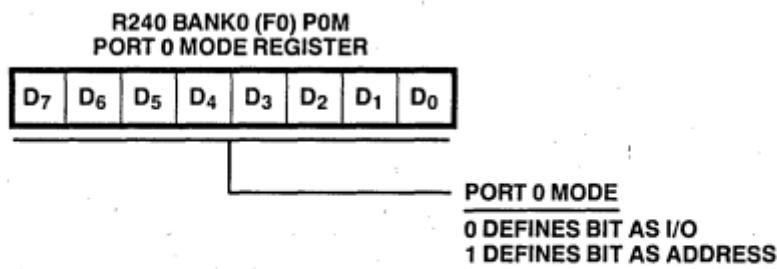 R240 BANK0 (F0) P0M
PORT 0 MODE REGISTER
D7 D6 D5 D4 D3 D2 D1 D0
PORT 0 MODE
0 DEFINES BIT AS I/O
1 DEFINES BIT AS ADDRESS